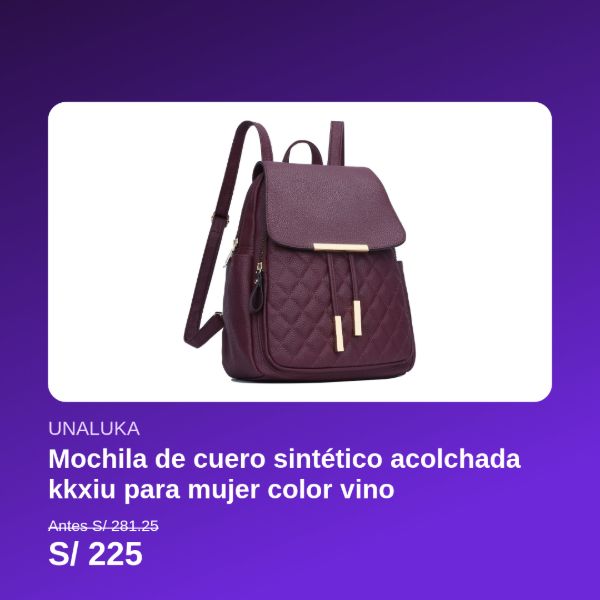 UNALUKA
Mochila de cuero sintético acolchada
kkxiu para mujer color vino
Antes S/ 281.25
S/ 225